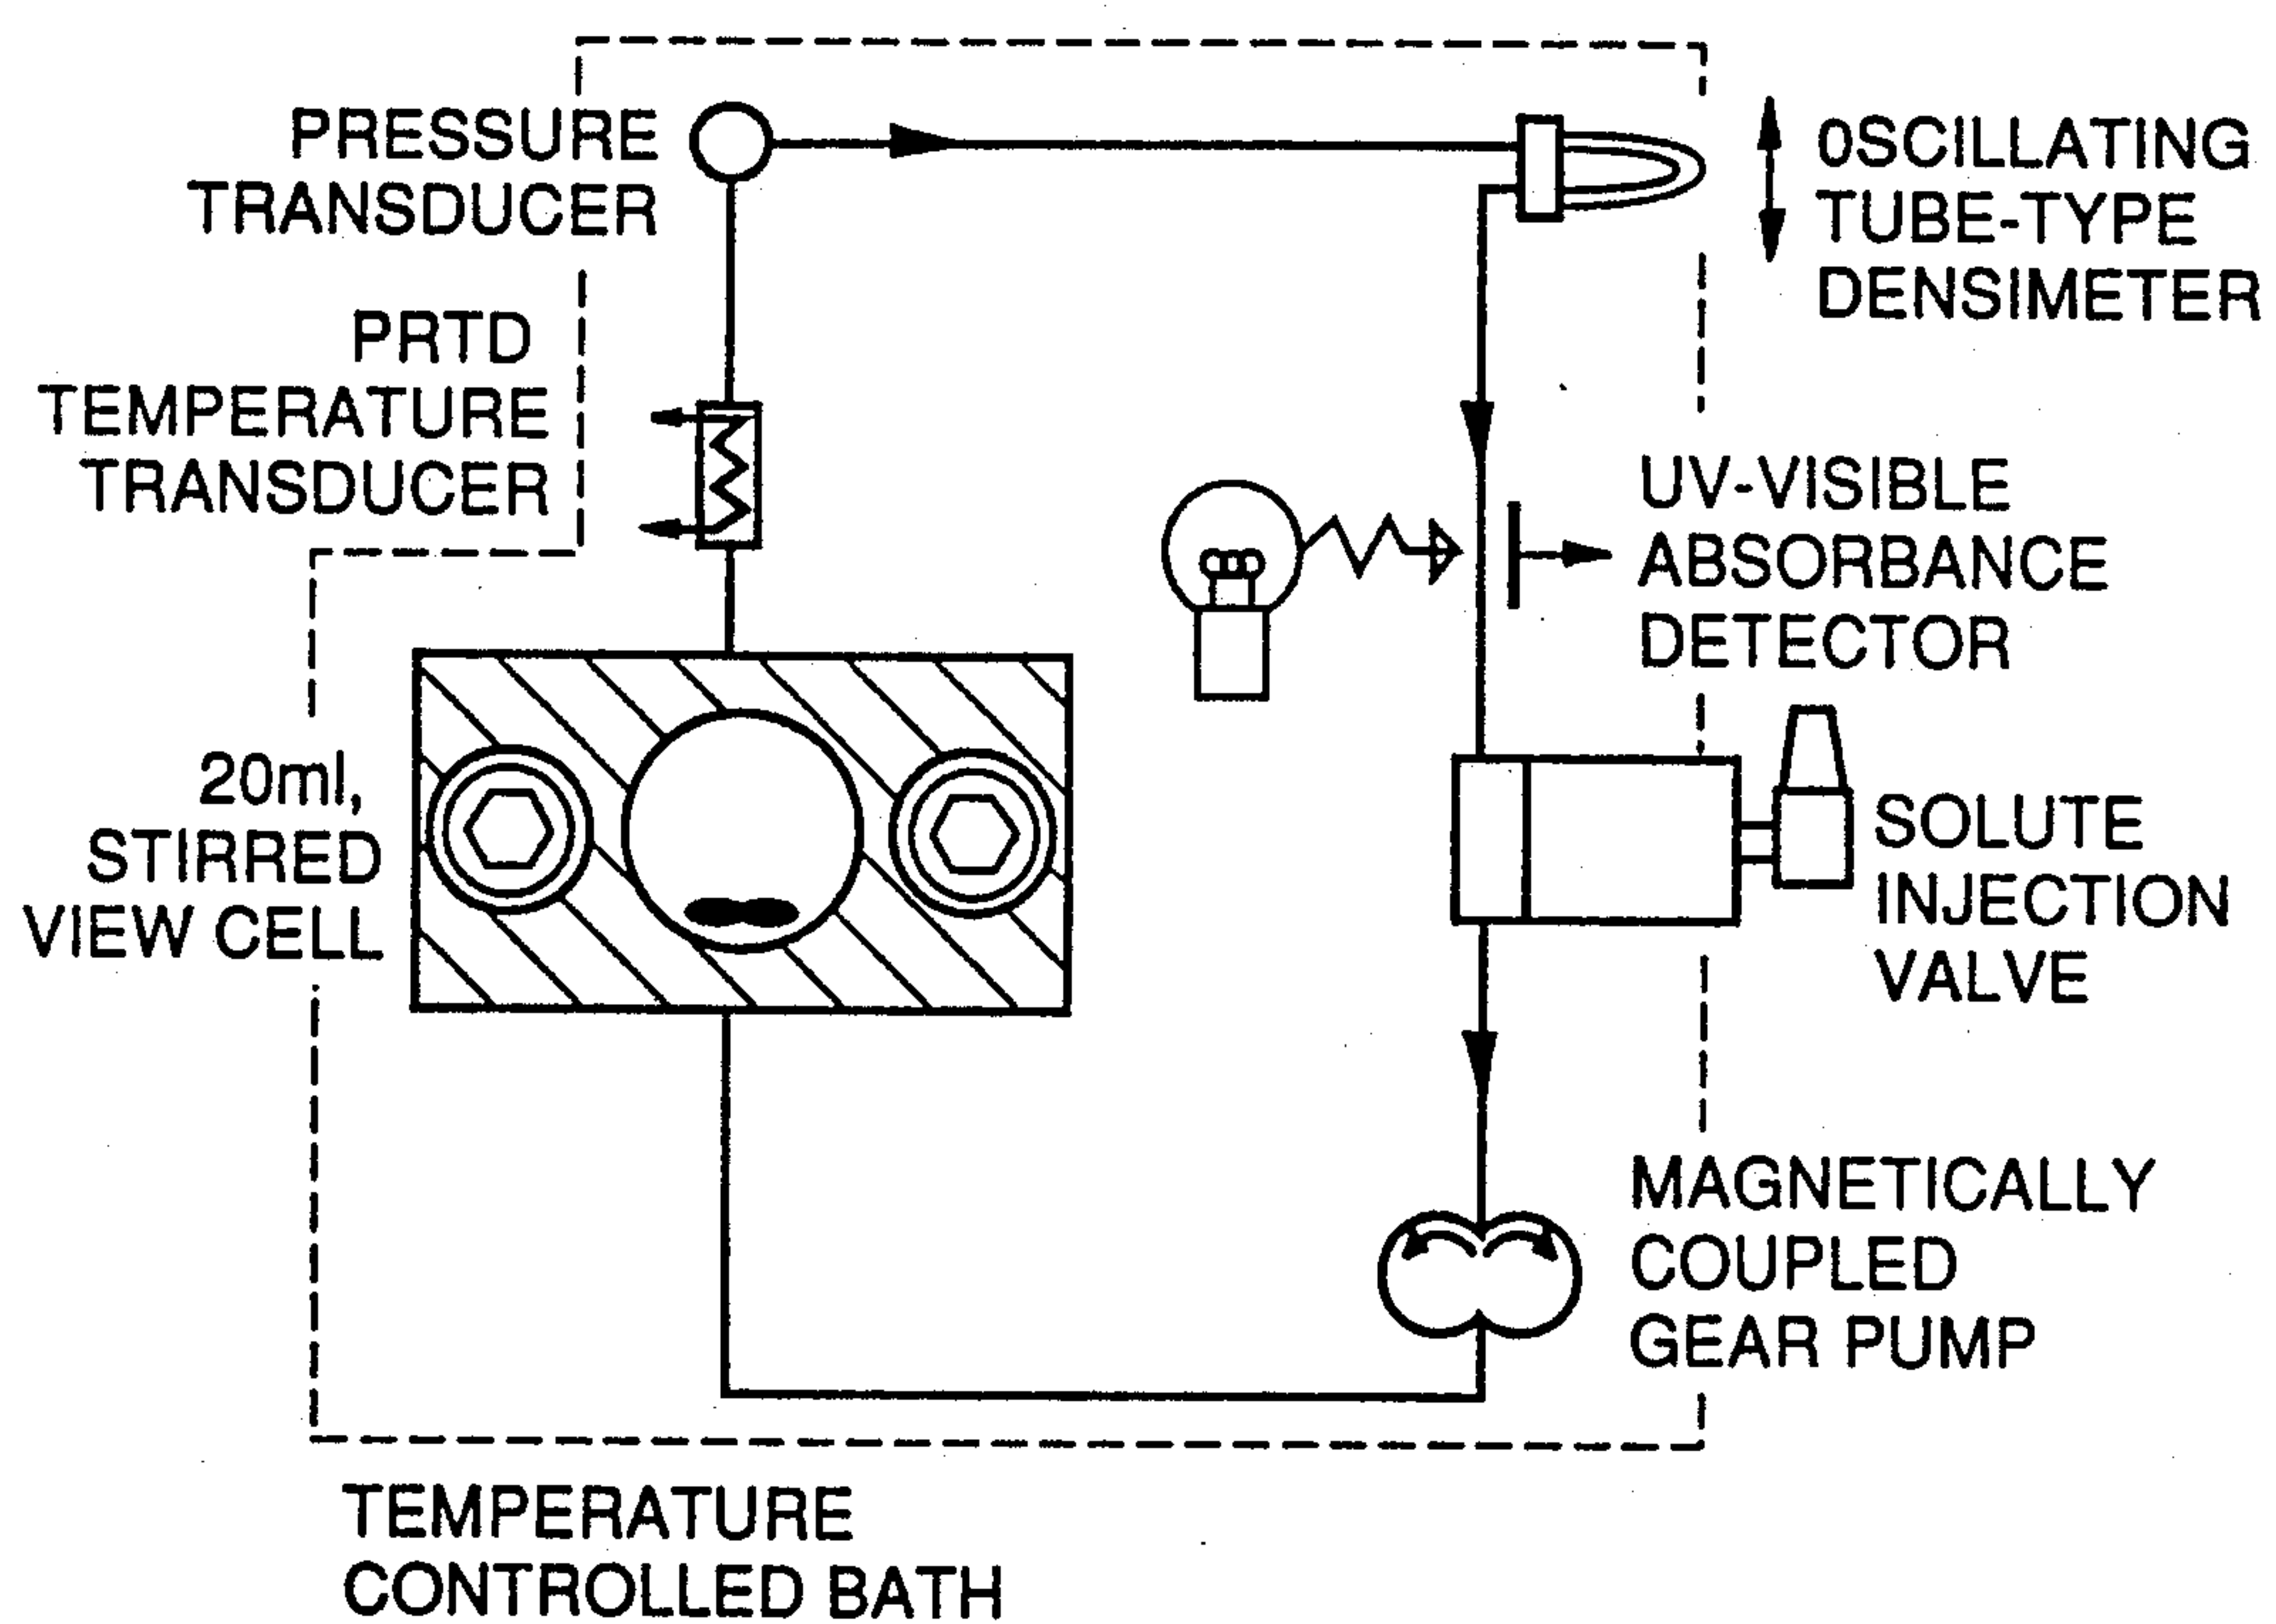 PRESSURE
TRANSDUCER
OSCILLATING
TUBE-TYPE
DENSIMETER
PRTD
TEMPERATURE
TRANSDUCER
UV-VISIBLE
ABSORBANCE
DETECTOR
20ml,
STIRRED
VIEW CELL
SOLUTE
INJECTION
VALVE
MAGNETICALLY
COUPLED
GEAR PUMP
TEMPERATURE
CONTROLLED BATH